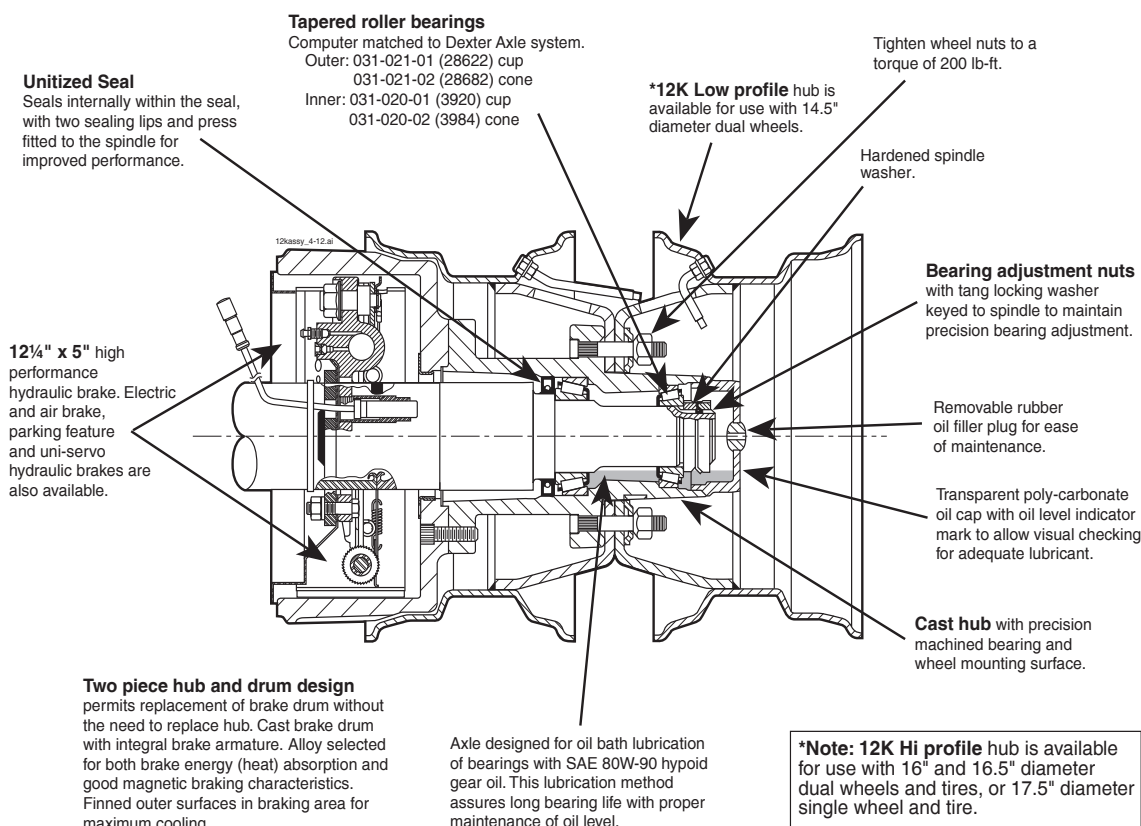 Tapered roller bearings
Computer matched to Dexter Axle system.
Outer: 031-021-01 (28622) cup
031-021-02 (28682) cone
Inner: 031-020-01 (3920) cup
031-020-02 (3984) cone
Tighten wheel nuts to a
torque of 200 lb-ft.
Unitized Seal
Seals internally within the seal,
with two sealing lips and press
fitted to the spindle for
improved performance.
*12K Low profile hub is
available for use with 14.5"
diameter dual wheels.
Hardened spindle
washer.
12kassy_4-12.ai
Bearing adjustment nuts
with tang locking washer
keyed to spindle to maintain
precision bearing adjustment.
12¼" x 5" high
performance
hydraulic brake. Electric
and air brake,
parking feature
and uni-servo
hydraulic brakes are
also available.
Removable rubber
oil filler plug for ease
of maintenance.
Transparent poly-carbonate
oil cap with oil level indicator
mark to allow visual checking
for adequate lubricant.
Cast hub with precision
machined bearing and
wheel mounting surface.
Two piece hub and drum design
permits replacement of brake drum without
the need to replace hub. Cast brake drum
with integral brake armature. Alloy selected
for both brake energy (heat) absorption and
good magnetic braking characteristics.
Finned outer surfaces in braking area for
maximum cooling
Axle designed for oil bath lubrication
of bearings with SAE 80W-90 hypoid
gear oil. This lubrication method
assures long bearing life with proper
maintenance of oil level.
*Note: 12K Hi profile hub is available
for use with 16" and 16.5" diameter
dual wheels and tires, or 17.5" diameter
single wheel and tire.